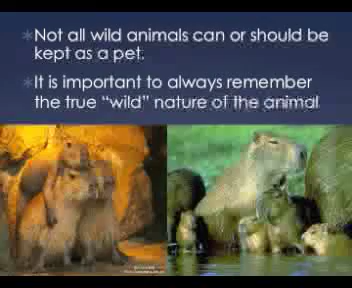 *Not all wild animals can or should be
kept as a pet.
*It is important to always remember
the true “wild” nature of the animal